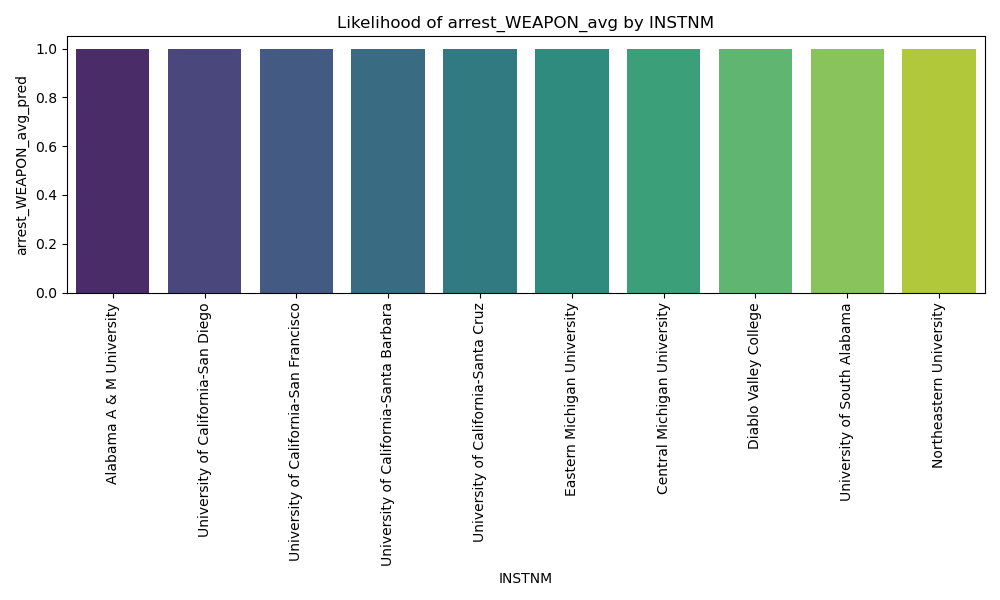 Likelihood of arrest_WEAPON_avg by INSTNM
arrest_WEAPON_avg_pred
1.0
0.8
0.6
0.4
0.2
0.0
Alabama A & M University
University of California-San Diego
University of California-San Francisco
University of California-Santa Barbara
University of California-Santa Cruz
Eastern Michigan University
Central Michigan University
Diablo Valley College
University of South Alabama
Northeastern University
INSTNM